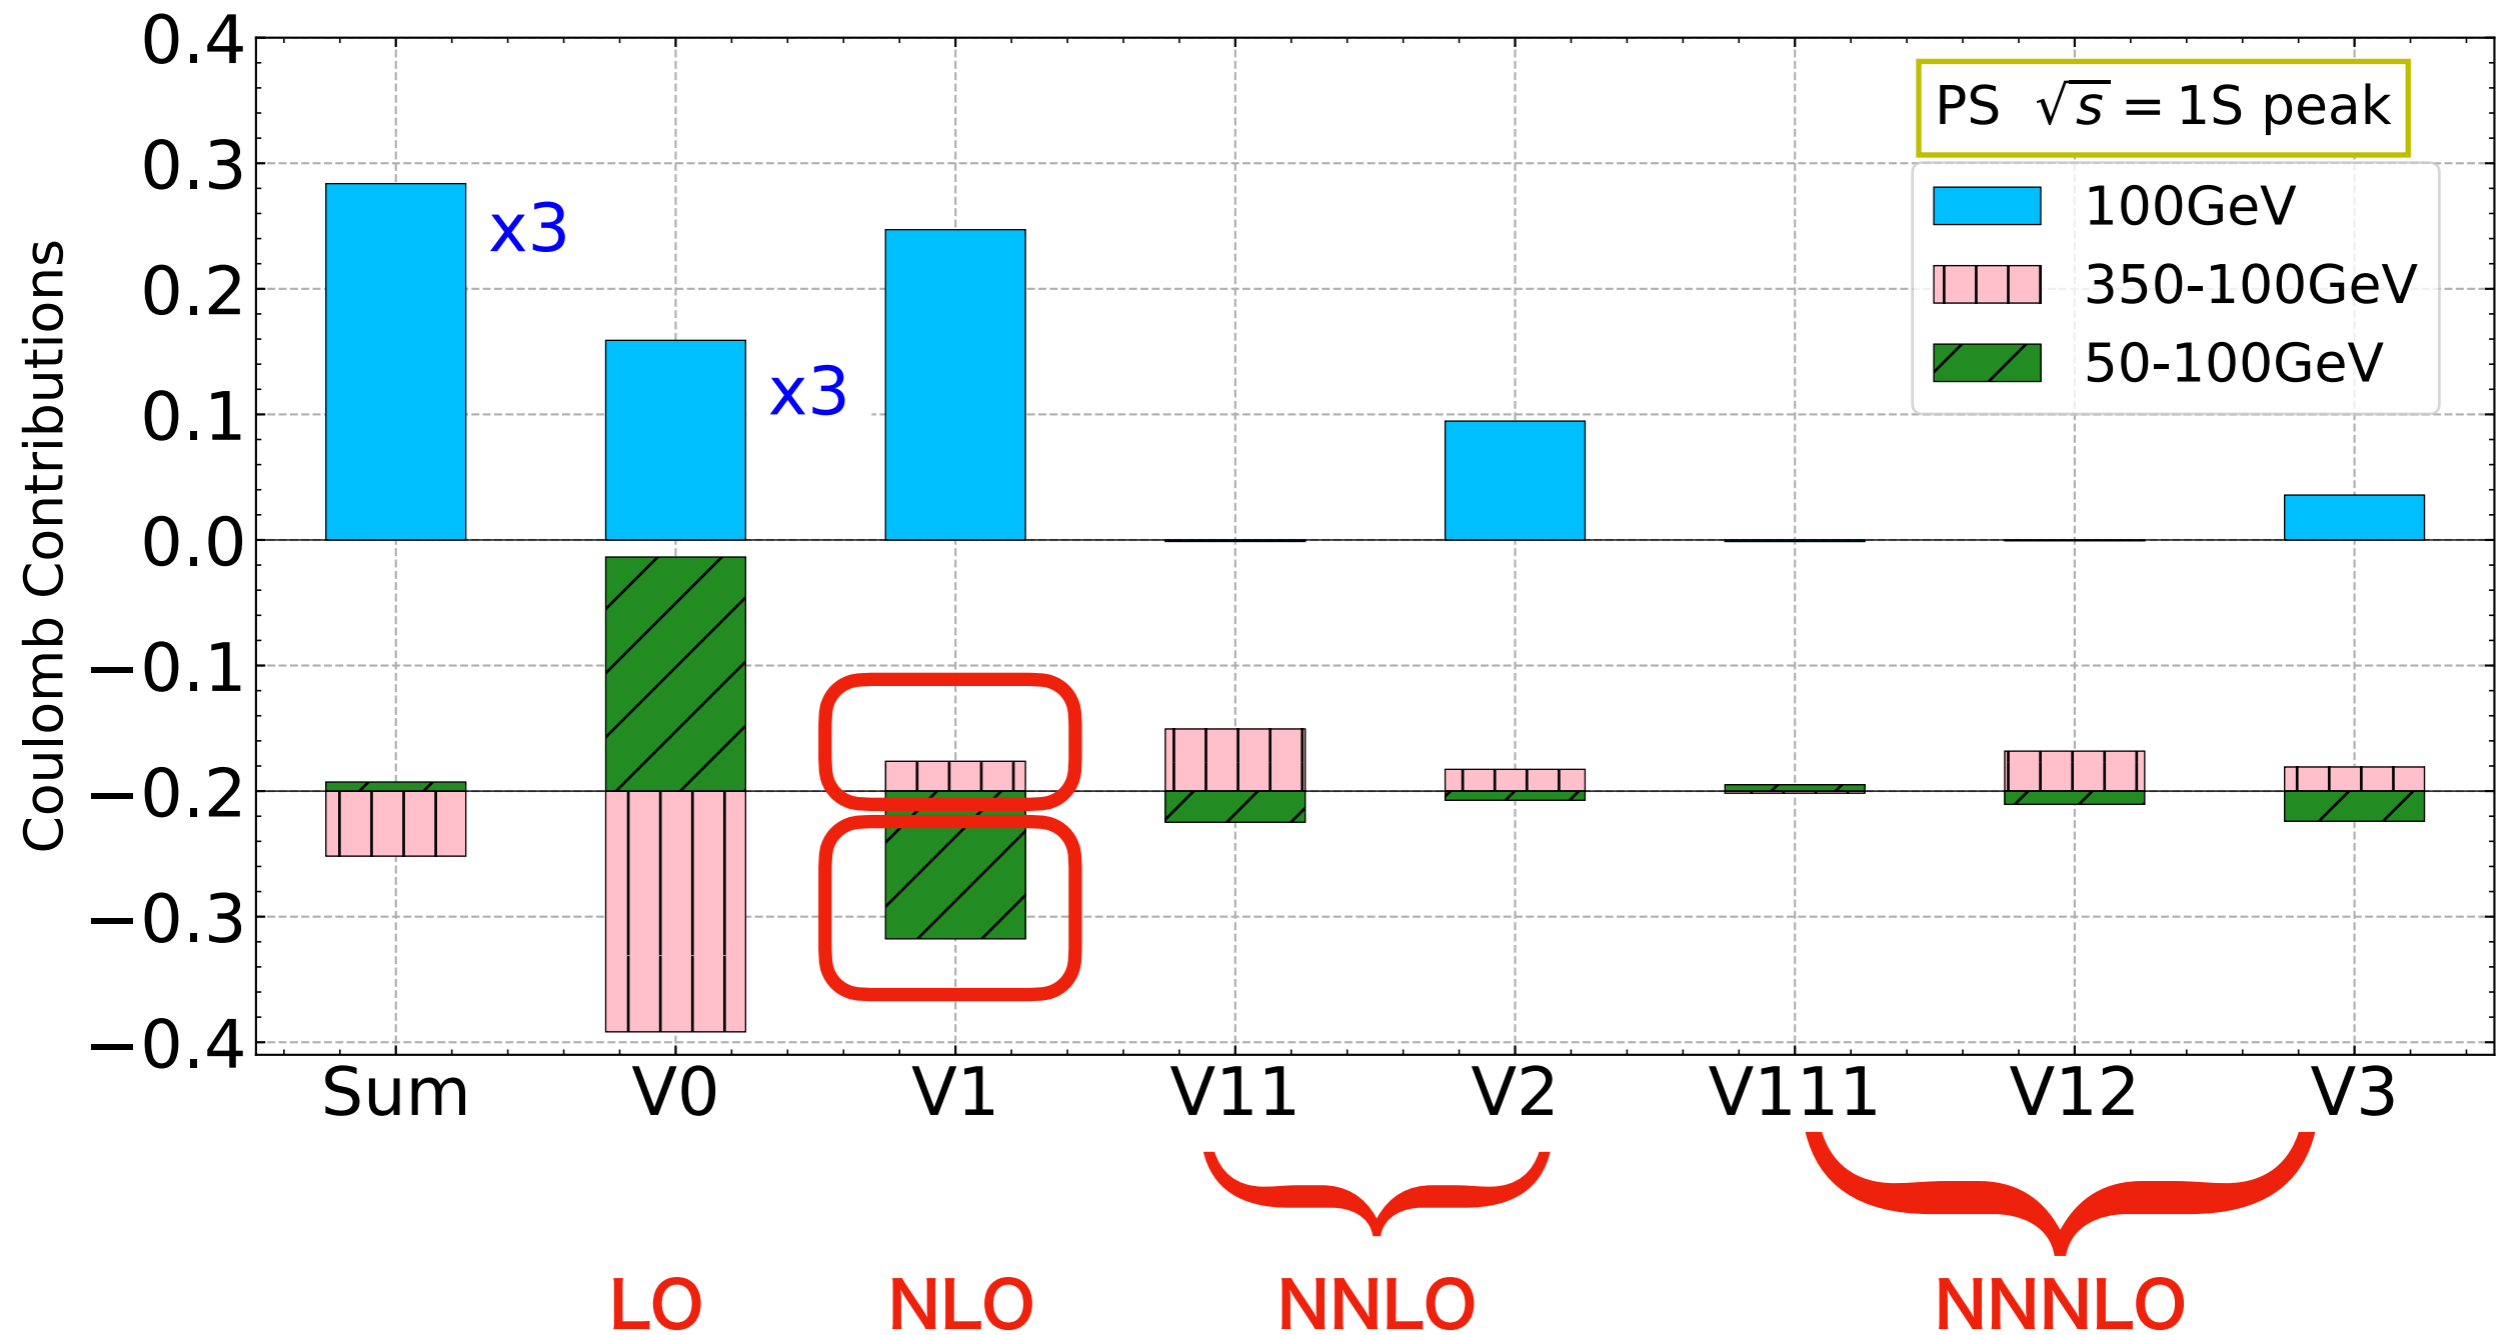 Coulomb Contributions
0.4
0.3
0.2
0.1
0.0
−0.1
−0.2
−0.3
−0.4
x3
x3
PS √s = 1S peak
100GeV
350-100GeV
50-100GeV
Sum V0 V1 V11 V2 V111 V12 V3
LO NLO NNLO NNNLO